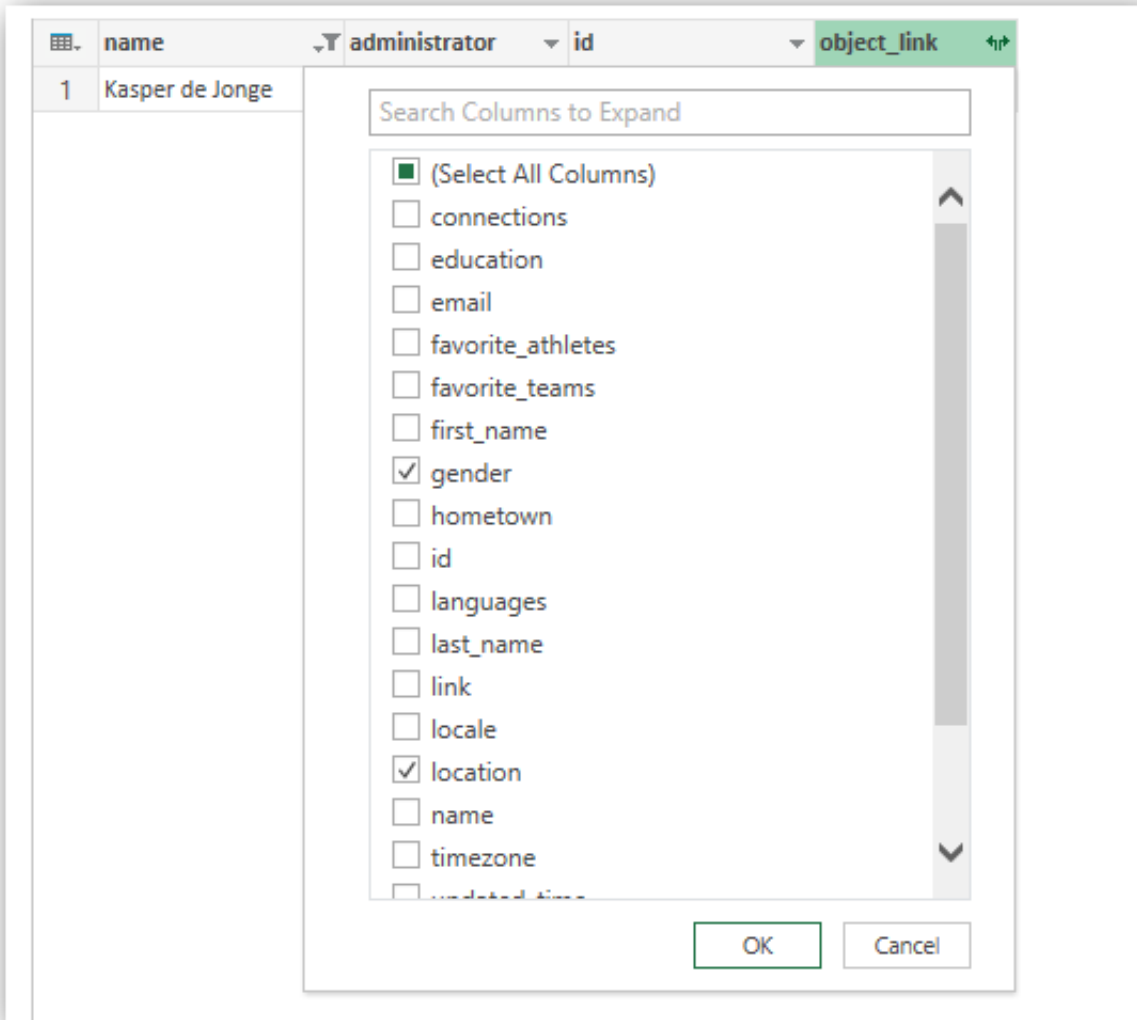 name administrator id object_link
1 Kasper de Jonge
Search Columns to Expand
(Select All Columns)
connections
education
email
favorite_athletes
favorite_teams
first_name
gender
hometown
id
languages
last_name
link
locale
location
name
timezone
updated_time
OK Cancel